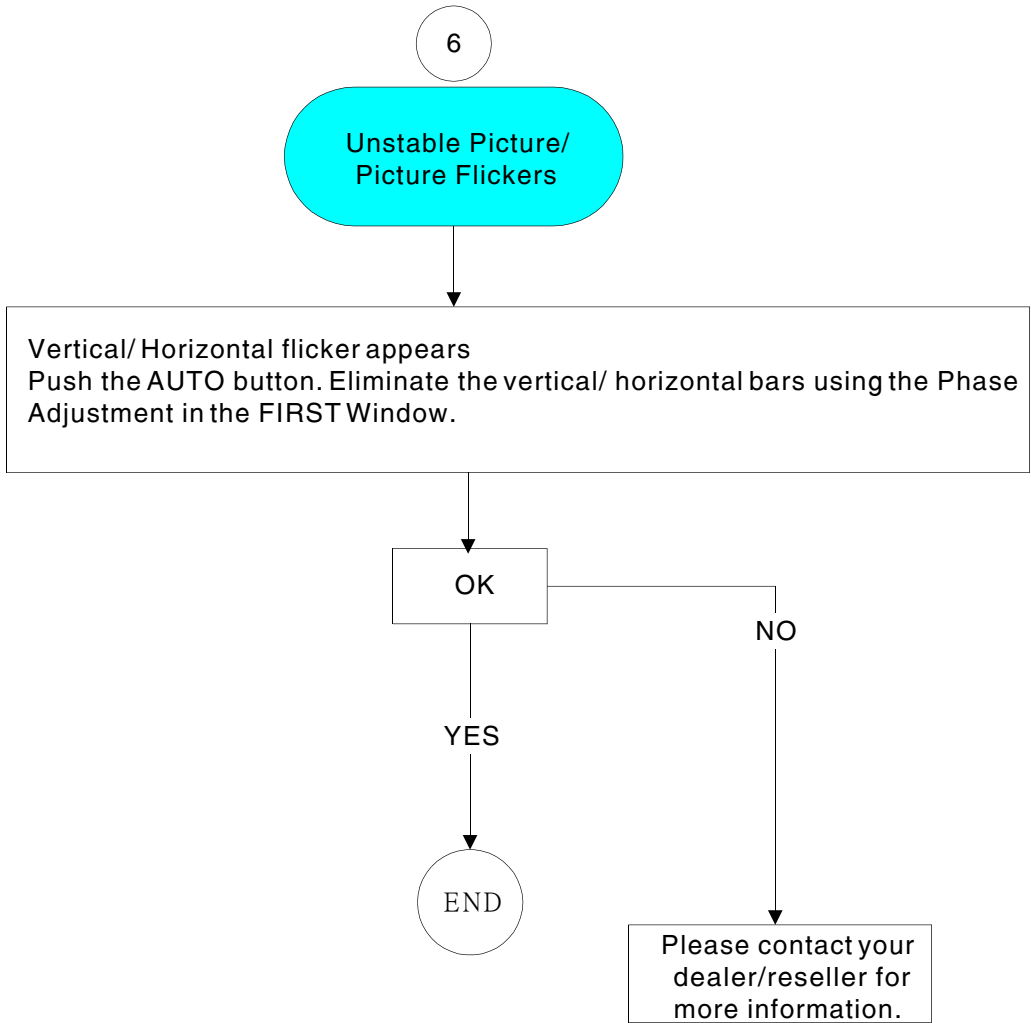 6
Unstable Picture/
Picture Flickers
Vertical/ Horizontal flicker appears
Push the AUTO button. Eliminate the vertical/ horizontal bars using the Phase
Adjustment in the FIRST Window.
OK
NO
YES
END
Please contact your
dealer/reseller for
more information.